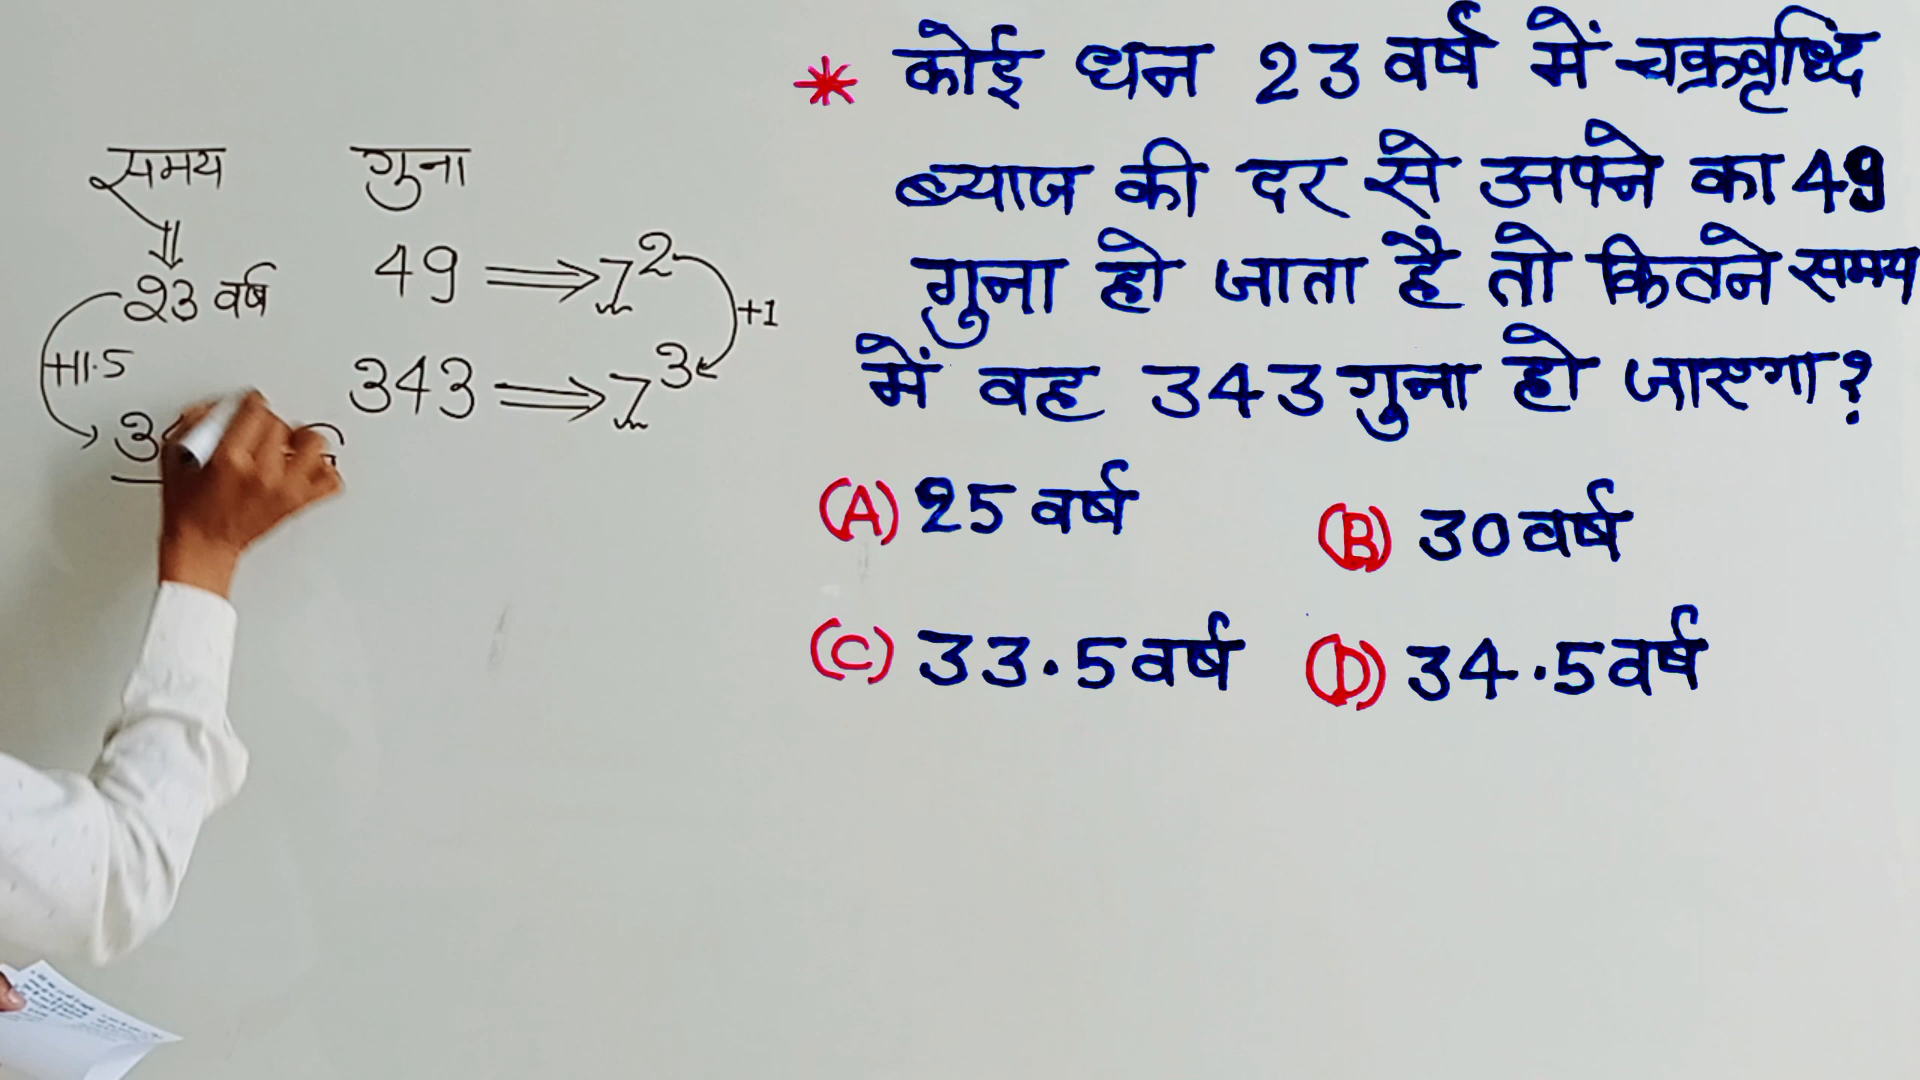 * कोई धन 23 वर्ष में चक्रवृध्दि
ब्याज की दर से अपने का 49
गुना हो जाता है तो कितने समय
में वह 343 गुना हो जाएगा?
(A) 25 वर्ष (B) 30 वर्ष
(C) 33.5 वर्ष (D) 34.5 वर्ष
समय गुना
⇓
23 वर्ष 49 ⟹ 7² +1
+11.5
343 ⟹ 7³